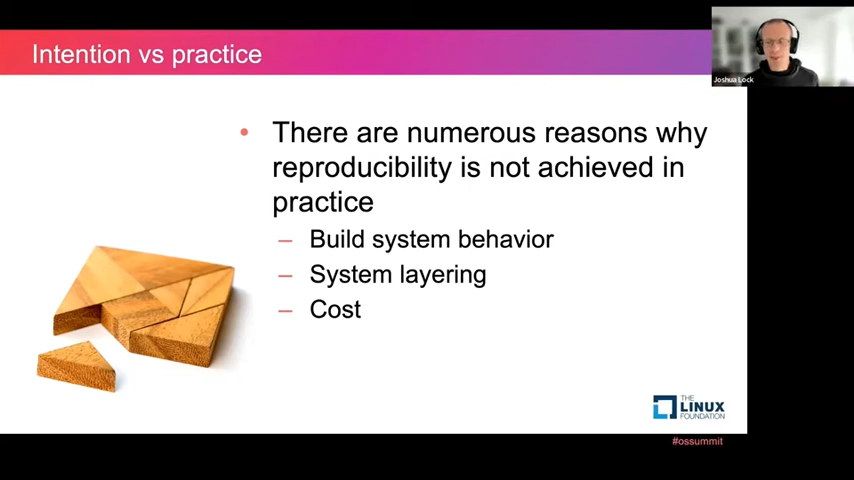 Intention vs practice
Joshua Lock
• There are numerous reasons why
reproducibility is not achieved in
practice
– Build system behavior
– System layering
– Cost
THE
LINUX
FOUNDATION
#ossummit